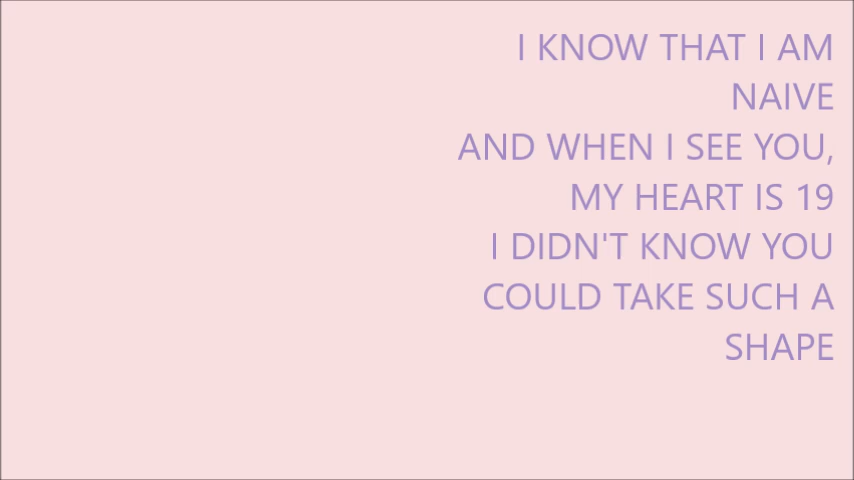 I KNOW THAT I AM
NAIVE
AND WHEN I SEE YOU,
MY HEART IS 19
I DIDN'T KNOW YOU
COULD TAKE SUCH A
SHAPE